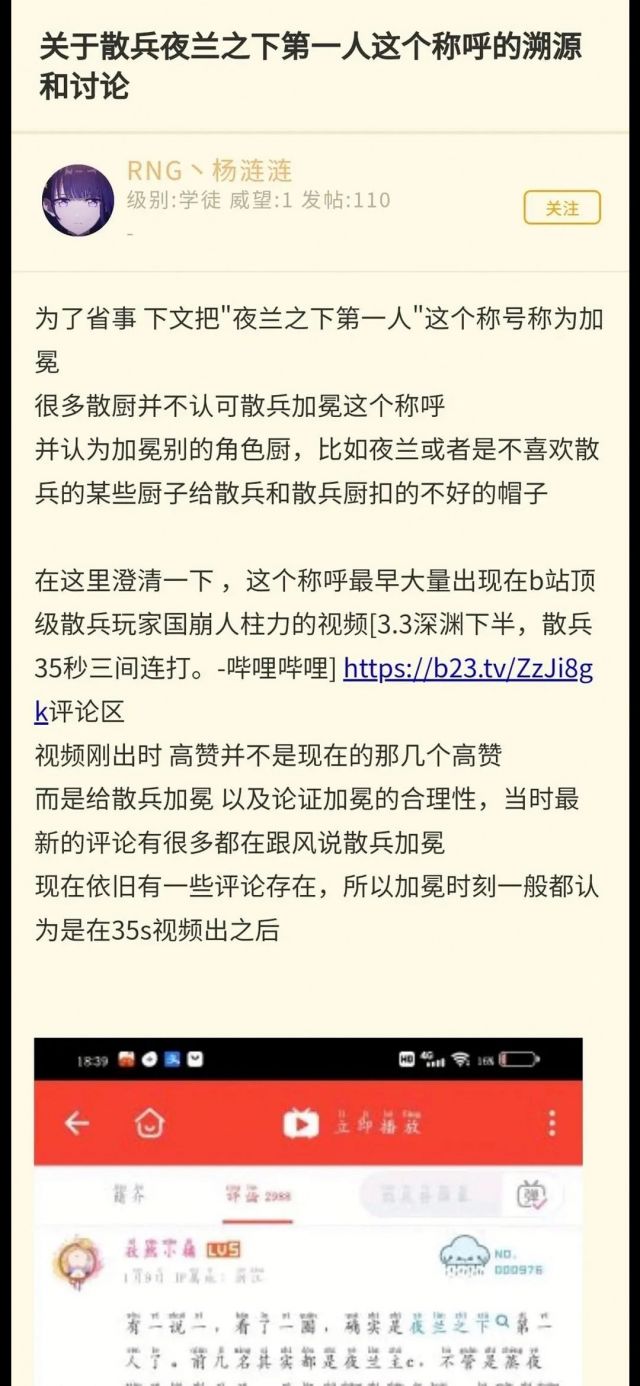 关于散兵夜兰之下第一人这个称呼的溯源
和讨论
RNG丶杨涟涟
级别:学徒 威望:1 发帖:110
关注
-
为了省事 下文把"夜兰之下第一人"这个称号称为加
冕
很多散厨并不认可散兵加冕这个称呼
并认为加冕别的角色厨，比如夜兰或者是不喜欢散
兵的某些厨子给散兵和散兵厨扣的不好的帽子
在这里澄清一下 ，这个称呼最早大量出现在b站顶
级散兵玩家国崩人柱力的视频[3.3深渊下半，散兵
35秒三间连打。-哔哩哔哩] https://b23.tv/ZzJi8g
k评论区
视频刚出时 高赞并不是现在的那几个高赞
而是给散兵加冕 以及论证加冕的合理性，当时最
新的评论有很多都在跟风说散兵加冕
现在依旧有一些评论存在，所以加冕时刻一般都认
为是在35s视频出之后
18:39
HD 4G 16%
立即播放
简介
评论 2988
弹
LV5
NO.
000976
1月9日 IP属地：
有一说一，看了一圈，确实是夜兰之下第一
人了。前几名其实都是夜兰主c，不管是蒸夜